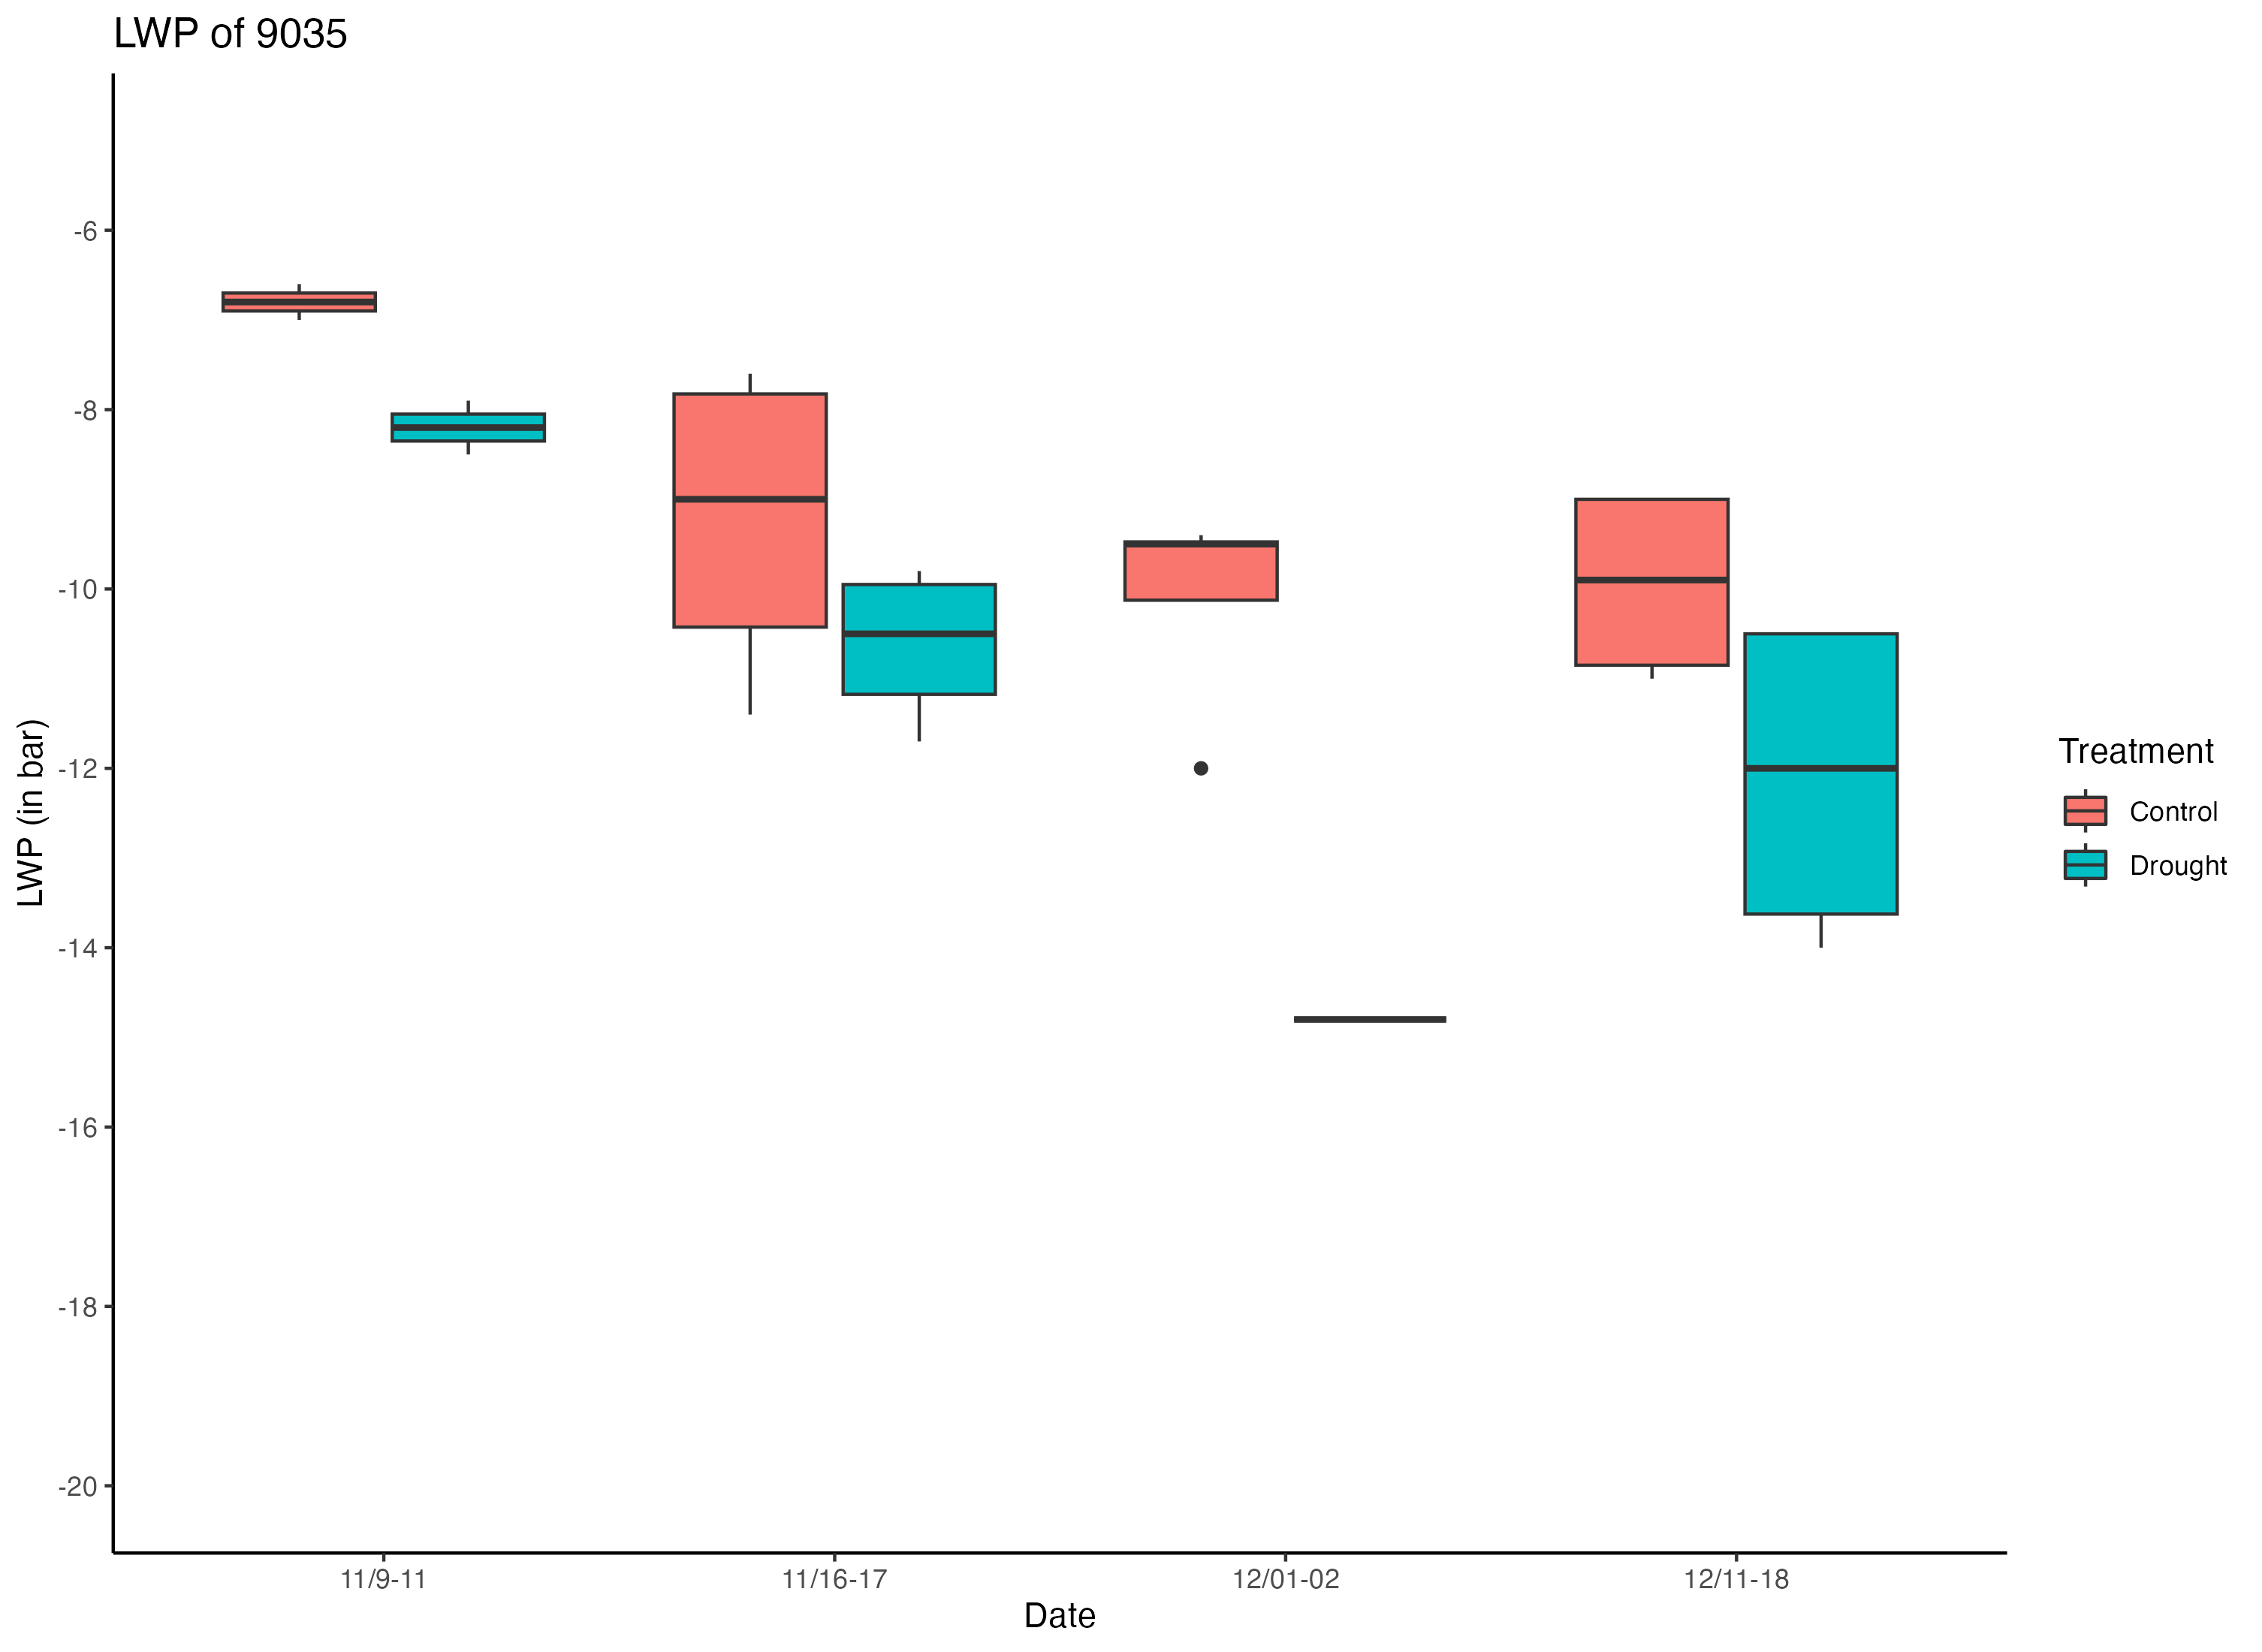 LWP of 9035
LWP (in bar)
-6
-8
-10
-12
-14
-16
-18
-20
11/9-11
11/16-17
12/01-02
12/11-18
Date
Treatment
Control
Drought